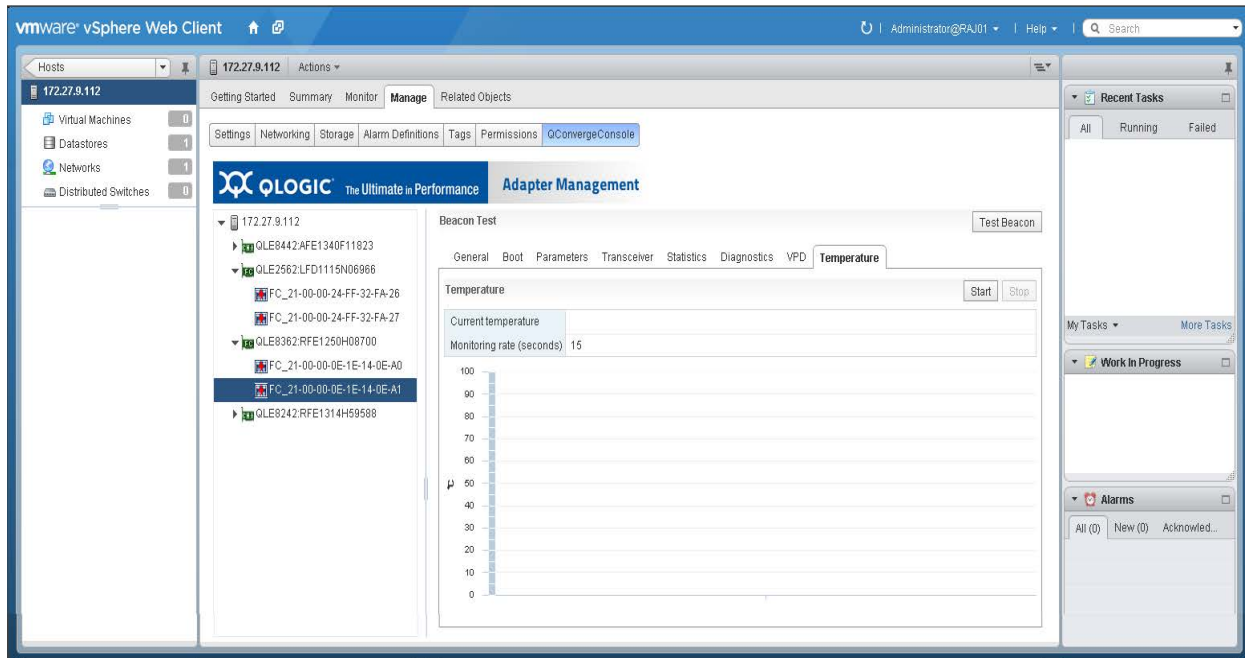 vmware® vSphere Web Client
Administrator@RAJ01 | Help
Search
Hosts
172.27.9.112
Virtual Machines 0
Datastores 1
Networks 1
Distributed Switches 0
172.27.9.112 Actions
Getting Started Summary Monitor Manage Related Objects
Settings Networking Storage Alarm Definitions Tags Permissions QConvergeConsole
QLOGIC® The Ultimate in Performance Adapter Management
172.27.9.112
QLE8442:AFE1340F11823
QLE2562:LFD1115N06966
FC_21-00-00-24-FF-32-FA-26
FC_21-00-00-24-FF-32-FA-27
QLE8362:RFE1250H08700
FC_21-00-00-0E-1E-14-0E-A0
FC_21-00-00-0E-1E-14-0E-A1
QLE8242:RFE1314H59588
Beacon Test Test Beacon
General Boot Parameters Transceiver Statistics Diagnostics VPD Temperature
Temperature Start Stop
Current temperature
Monitoring rate (seconds) 15
100
90
80
70
60
50
40
30
20
10
0
Recent Tasks
All Running Failed
My Tasks More Tasks
Work In Progress
Alarms
All (0) New (0) Acknowled...